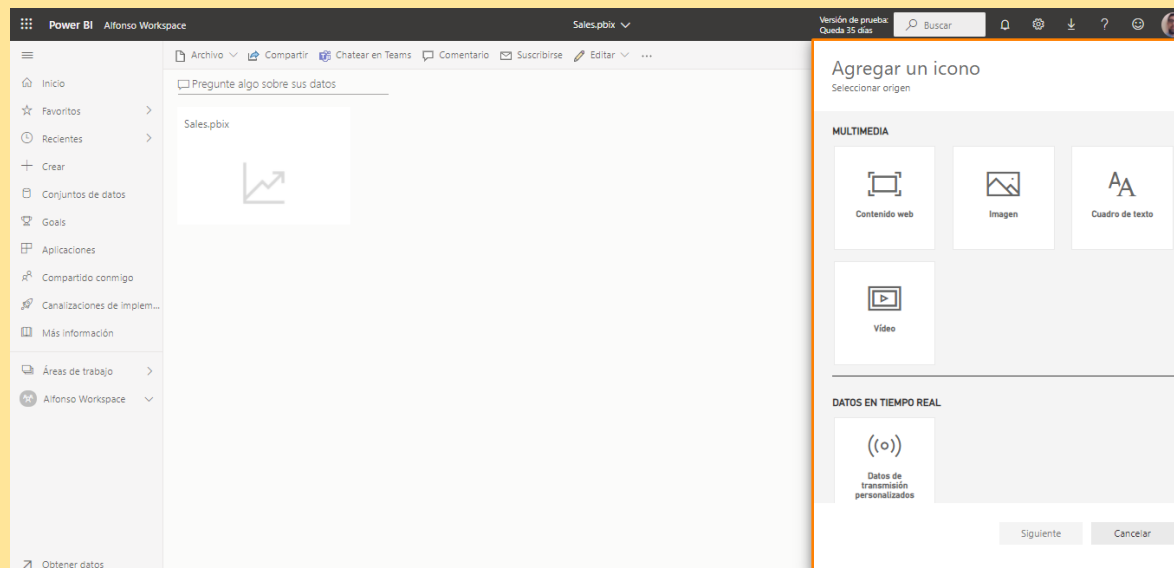 Power BI Alfonso Workspace
Sales.pbix
Versión de prueba:
Queda 35 días
Buscar
Archivo Compartir Chatear en Teams Comentario Suscribirse Editar ...
Inicio
Favoritos
Recientes
Crear
Conjuntos de datos
Goals
Aplicaciones
Compartido conmigo
Canalizaciones de implem...
Más información
Áreas de trabajo
Alfonso Workspace
Obtener datos
Pregunte algo sobre sus datos
Sales.pbix
Agregar un icono
Seleccionar origen
MULTIMEDIA
Contenido web
Imagen
Cuadro de texto
Vídeo
DATOS EN TIEMPO REAL
Datos de
transmisión
personalizados
Siguiente
Cancelar